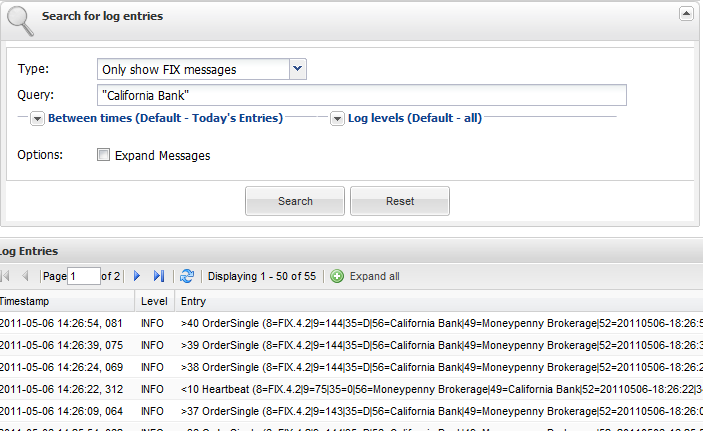 Search for log entries
Type: Only show FIX messages
Query: "California Bank"
Between times (Default - Today's Entries) Log levels (Default - all)
Options: Expand Messages
Search Reset
Log Entries
Page 1 of 2 Displaying 1 - 50 of 55 Expand all
Timestamp Level Entry
2011-05-06 14:26:54, 081 INFO >40 OrderSingle (8=FIX.4.2|9=144|35=D|56=California Bank|49=Moneypenny Brokerage|52=20110506-18:26:5
2011-05-06 14:26:39, 075 INFO >39 OrderSingle (8=FIX.4.2|9=144|35=D|56=California Bank|49=Moneypenny Brokerage|52=20110506-18:26:3
2011-05-06 14:26:24, 069 INFO >38 OrderSingle (8=FIX.4.2|9=144|35=D|56=California Bank|49=Moneypenny Brokerage|52=20110506-18:26:2
2011-05-06 14:26:22, 312 INFO <10 Heartbeat (8=FIX.4.2|9=75|35=0|56=Moneypenny Brokerage|49=California Bank|52=20110506-18:26:22|3
2011-05-06 14:26:09, 064 INFO >37 OrderSingle (8=FIX.4.2|9=143|35=D|56=California Bank|49=Moneypenny Brokerage|52=20110506-18:26:0